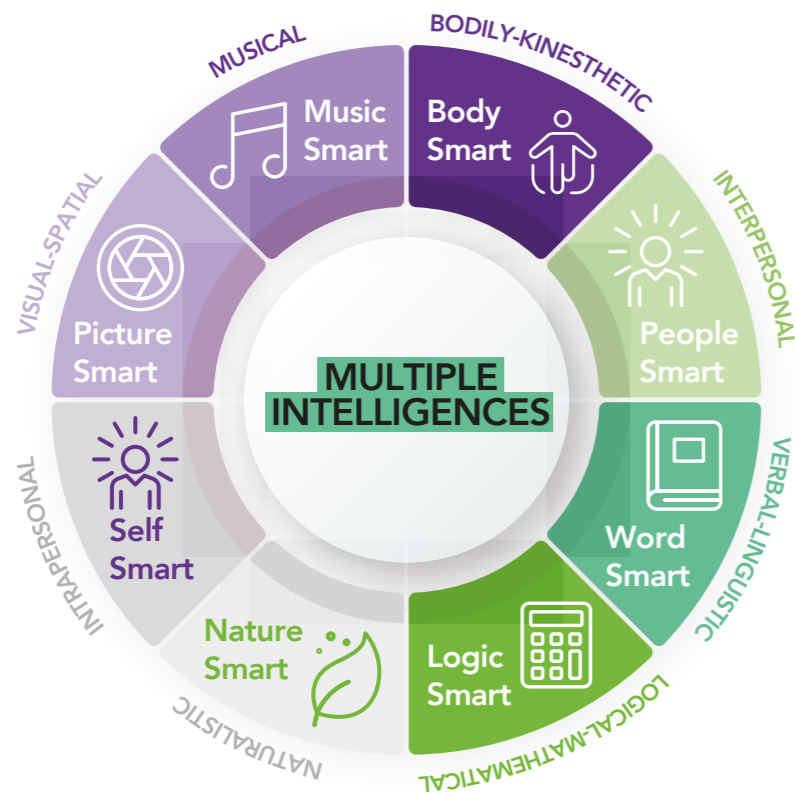 MUSICAL
Music
Smart
BODILY-KINESTHETIC
Body
Smart
INTERPERSONAL
People
Smart
VERBAL-LINGUISTIC
Word
Smart
LOGICAL-MATHEMATICAL
Logic
Smart
NATURALISTIC
Nature
Smart
INTRAPERSONAL
Self
Smart
VISUAL-SPATIAL
Picture
Smart
MULTIPLE
INTELLIGENCES